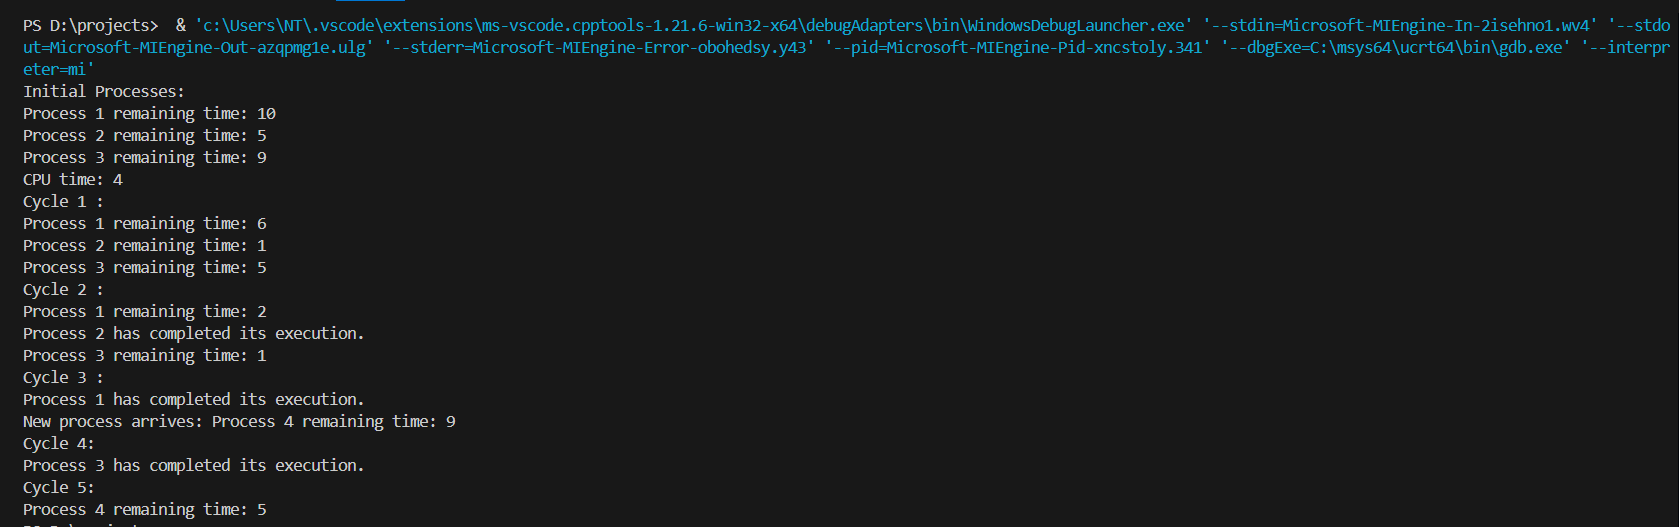 PS D:\projects>  & 'c:\Users\NT\.vscode\extensions\ms-vscode.cpptools-1.21.6-win32-x64\debugAdapters\bin\WindowsDebugLauncher.exe' '--stdin=Microsoft-MIEngine-In-2isehno1.wv4' '--stdo
ut=Microsoft-MIEngine-Out-azqpmg1e.ulg' '--stderr=Microsoft-MIEngine-Error-obohedsy.y43' '--pid=Microsoft-MIEngine-Pid-xncstoly.341' '--dbgExe=C:\msys64\ucrt64\bin\gdb.exe' '--interpr
eter=mi'
Initial Processes:
Process 1 remaining time: 10
Process 2 remaining time: 5
Process 3 remaining time: 9
CPU time: 4
Cycle 1 :
Process 1 remaining time: 6
Process 2 remaining time: 1
Process 3 remaining time: 5
Cycle 2 :
Process 1 remaining time: 2
Process 2 has completed its execution.
Process 3 remaining time: 1
Cycle 3 :
Process 1 has completed its execution.
New process arrives: Process 4 remaining time: 9
Cycle 4:
Process 3 has completed its execution.
Cycle 5:
Process 4 remaining time: 5